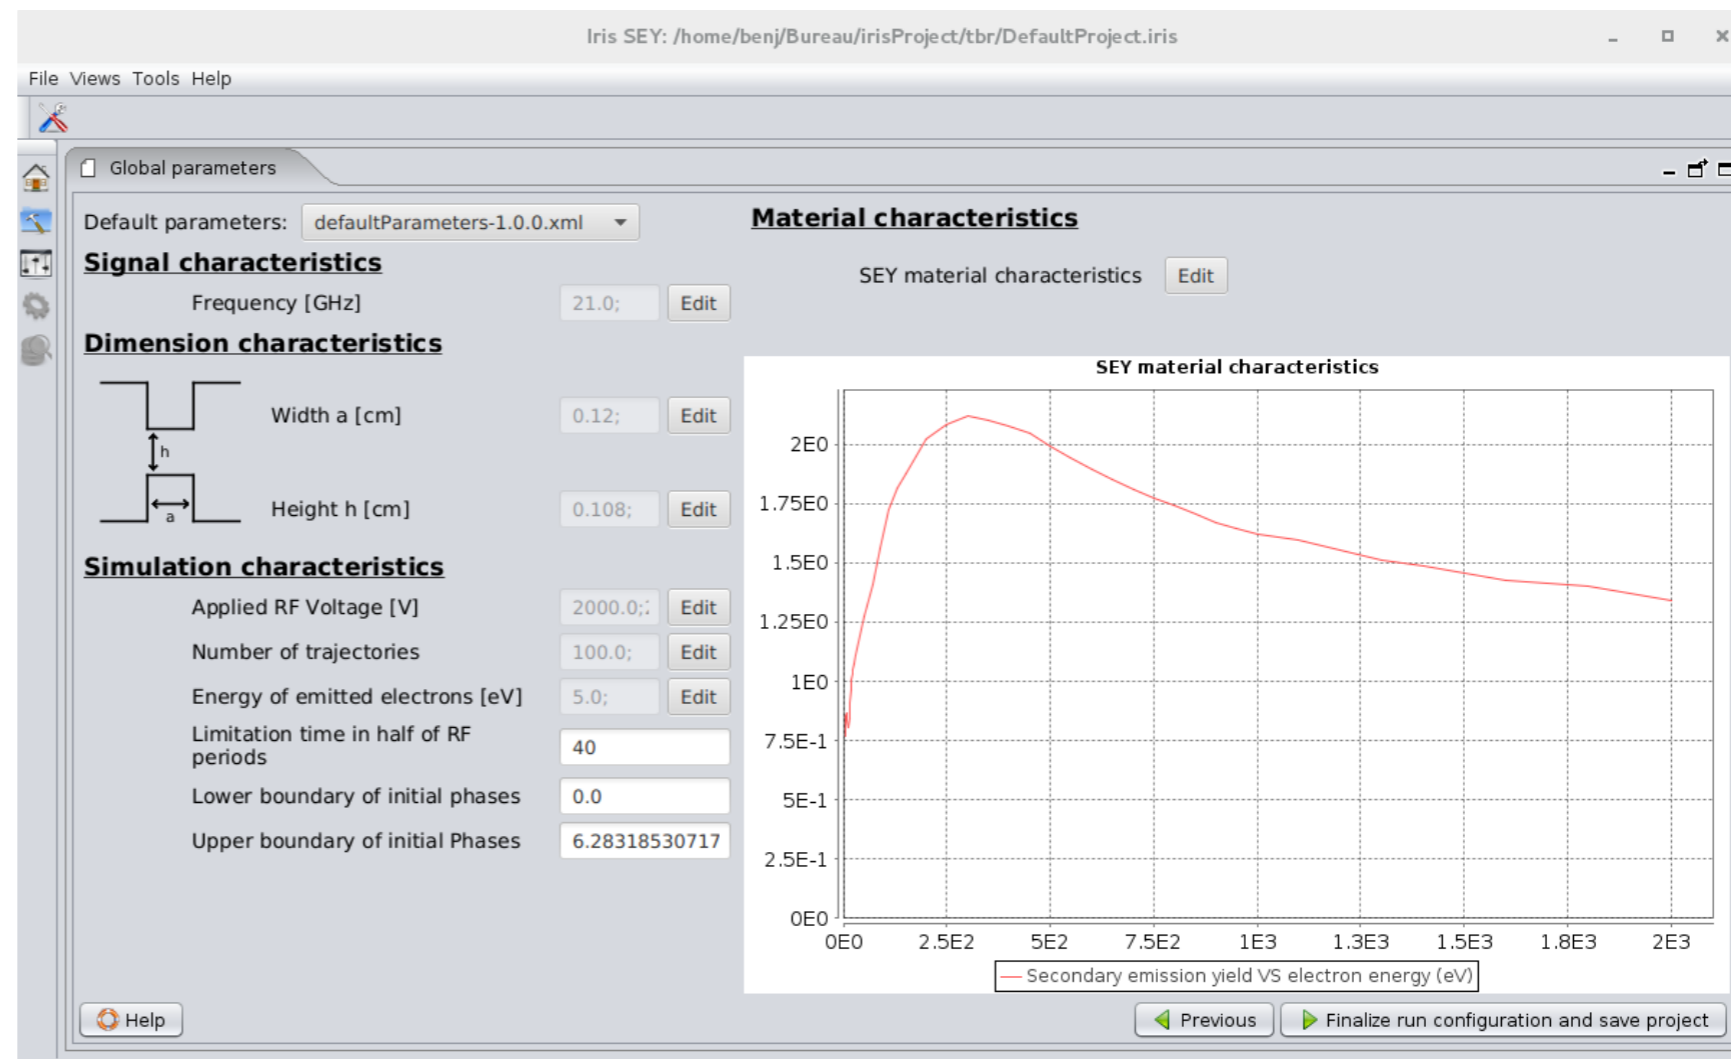 Iris SEY: /home/benj/Bureau/irisProject/tbr/DefaultProject.iris
File Views Tools Help
Global parameters
Default parameters: defaultParameters-1.0.0.xml
Signal characteristics
Frequency [GHz] 21.0; Edit
Dimension characteristics
h
a
Width a [cm] 0.12; Edit
Height h [cm] 0.108; Edit
Simulation characteristics
Applied RF Voltage [V] 2000.0; Edit
Number of trajectories 100.0; Edit
Energy of emitted electrons [eV] 5.0; Edit
Limitation time in half of RF
periods
40
Lower boundary of initial phases 0.0
Upper boundary of initial Phases 6.28318530717
Material characteristics
SEY material characteristics Edit
SEY material characteristics
2E0
1.75E0
1.5E0
1.25E0
1E0
7.5E-1
5E-1
2.5E-1
0E0
0E0 2.5E2 5E2 7.5E2 1E3 1.3E3 1.5E3 1.8E3 2E3
Secondary emission yield VS electron energy (eV)
Help
Previous
Finalize run configuration and save project